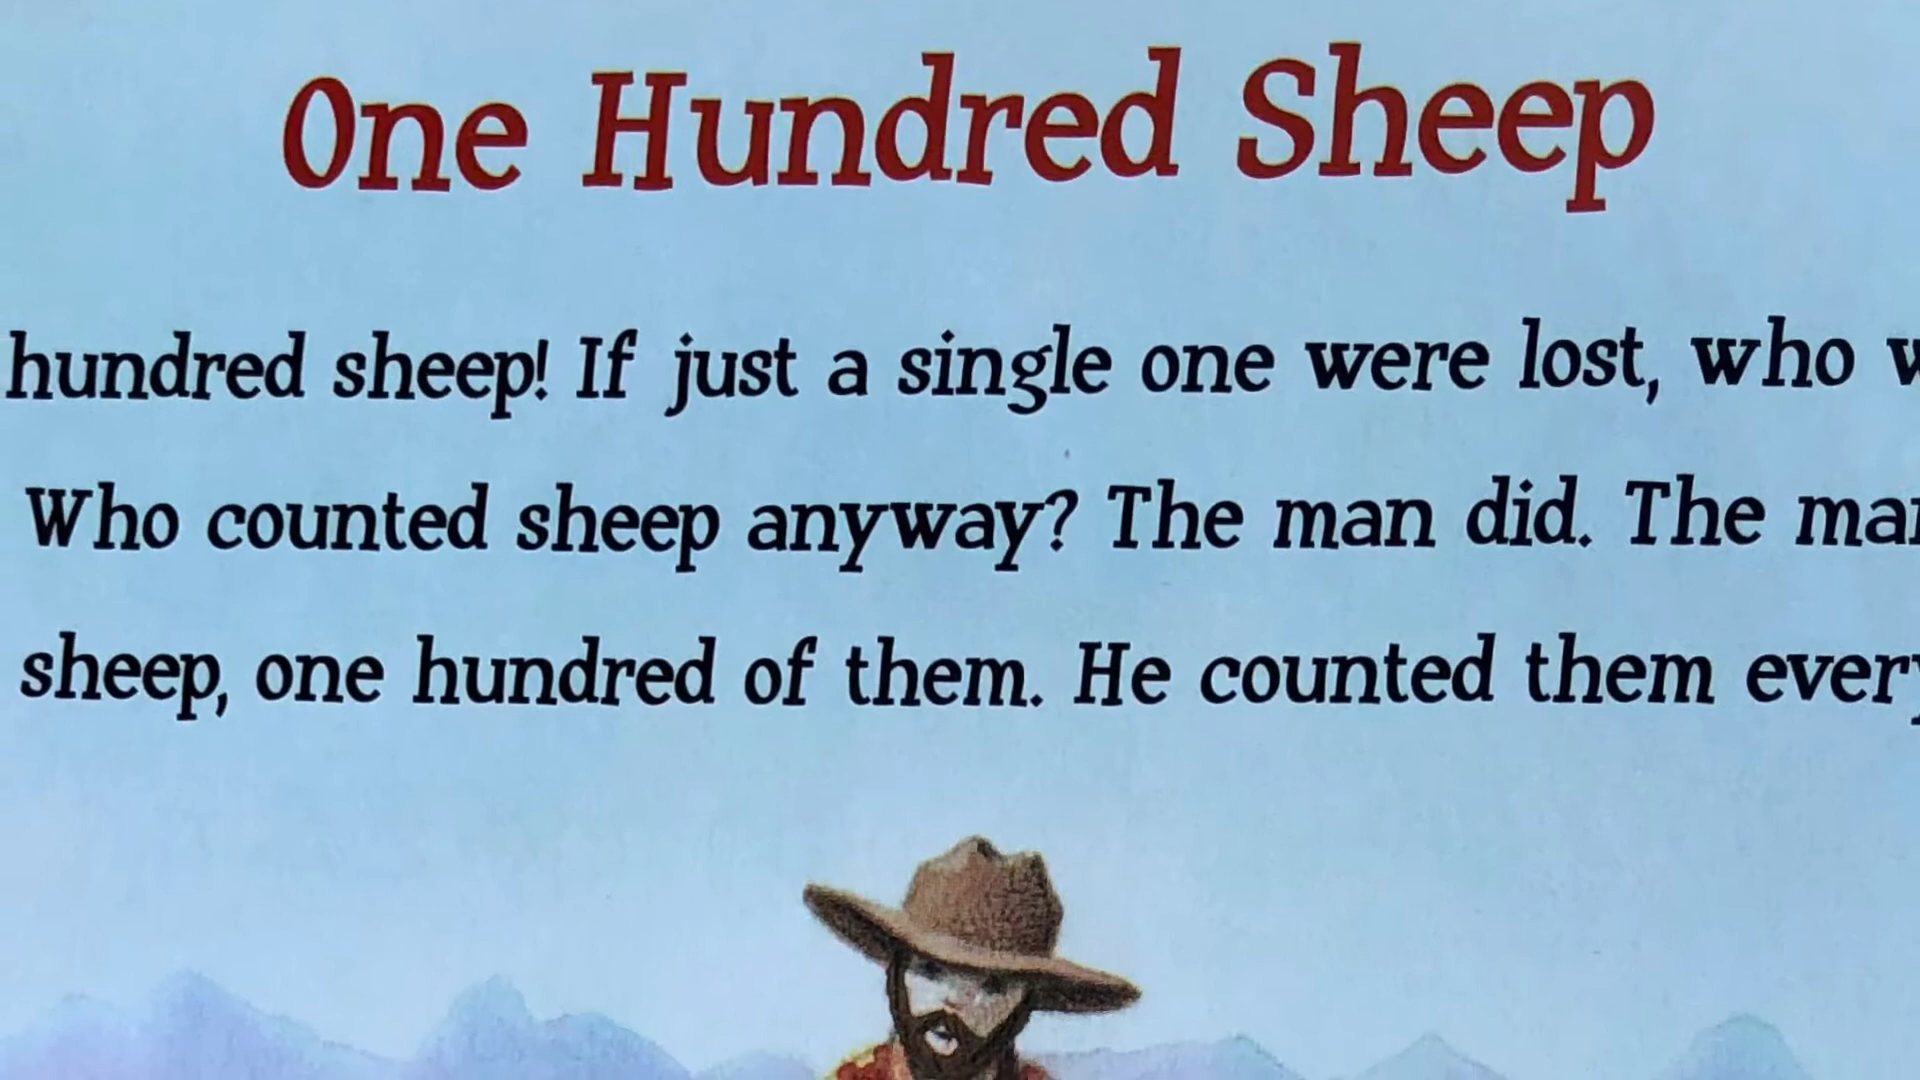 One Hundred Sheep
hundred sheep! If just a single one were lost, who
Who counted sheep anyway? The man did. The
sheep, one hundred of them. He counted them every